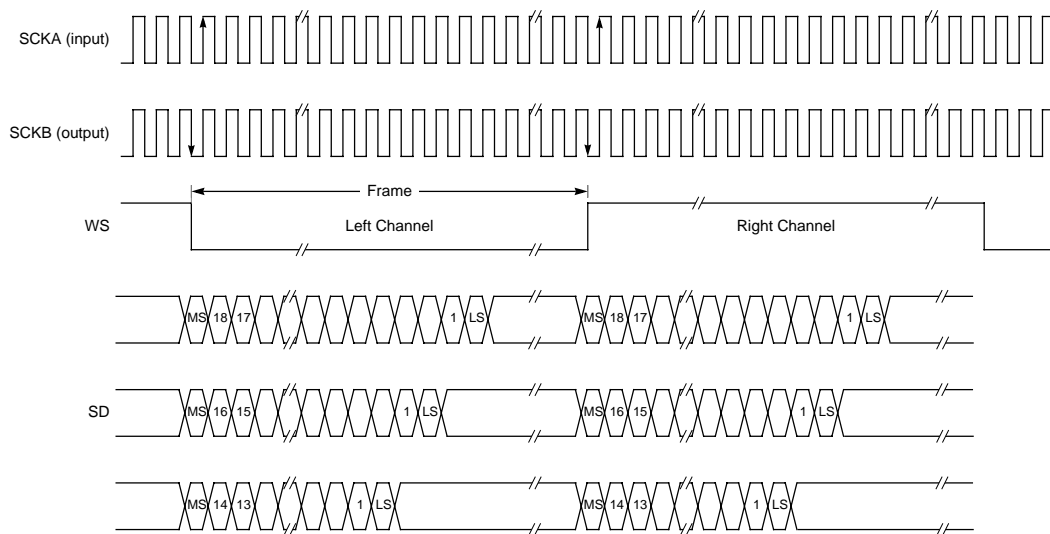 SCKA (input)
SCKB (output)
Frame
WS
Left Channel
Right Channel
MS 18 17 1 LS MS 18 17 1 LS
SD
MS 16 15 1 LS MS 16 15 1 LS
MS 14 13 1 LS MS 14 13 1 LS